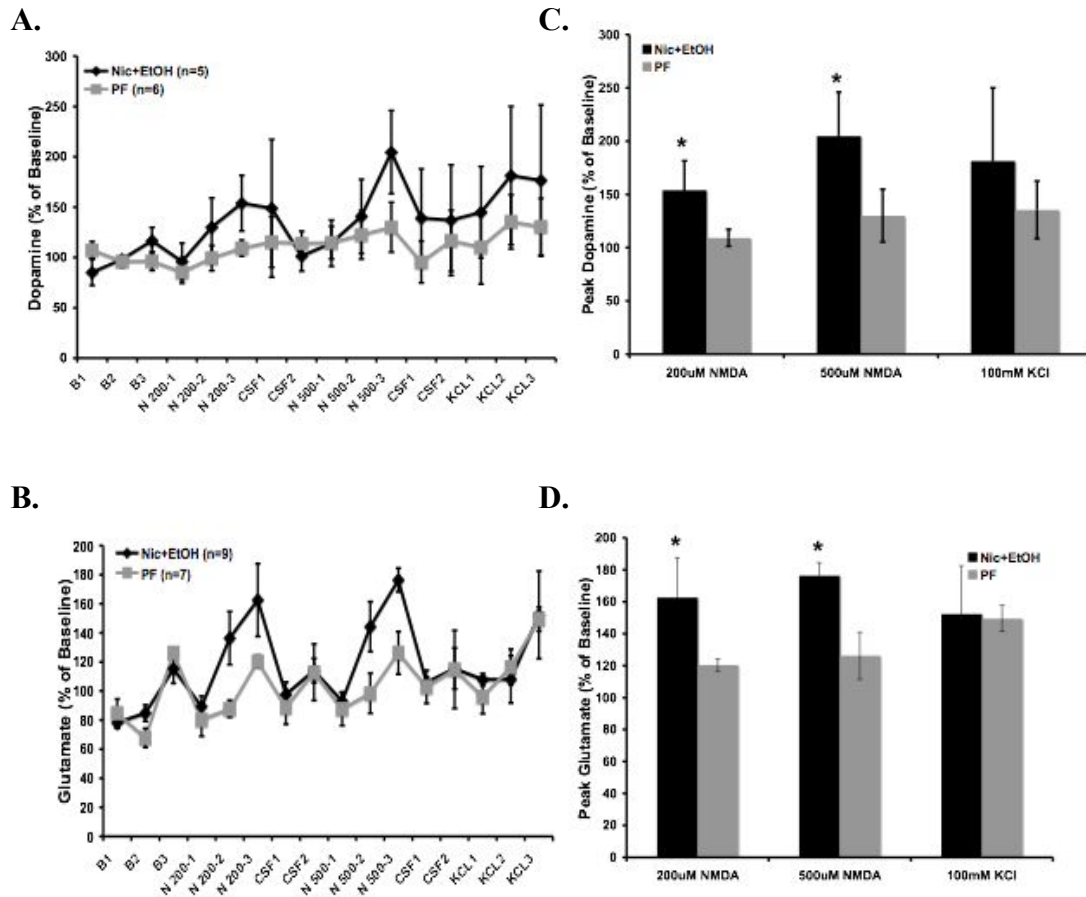 A.
300
250
200
150
100
50
0
Dopamine (% of Baseline)
Nic+EtOH (n=5)
PF (n=6)
B1
B2
B3
N 200-1
N 200-2
N 200-3
CSF1
CSF2
N 500-1
N 500-2
N 500-3
CSF1
CSF2
KCL1
KCL2
KCL3
C.
300
250
200
150
100
50
0
Peak Dopamine (% of Baseline)
Nic+EtOH
PF
*
*
200uM NMDA
500uM NMDA
100mM KCl
B.
200
180
160
140
120
100
80
60
40
20
0
Glutamate (% of Baseline)
Nic+EtOH (n=9)
PF (n=7)
B1
B2
B3
N 200-1
N 200-2
N 200-3
CSF1
CSF2
N 500-1
N 500-2
N 500-3
CSF1
CSF2
KCL1
KCL2
KCL3
D.
200
180
160
140
120
100
80
60
40
20
0
Peak Glutamate (% of Baseline)
*
*
Nic+EtOH
PF
200uM NMDA
500uM NMDA
100mM KCl